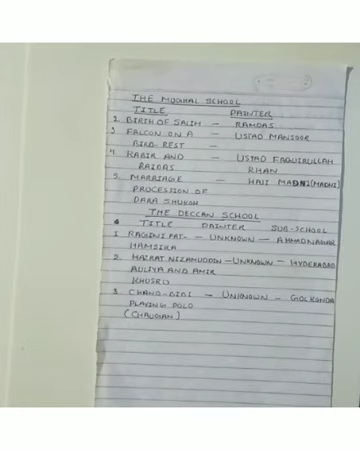 THE MOGHAL SCHOOL
TITLE PAINTER
2. BIRTH OF SALIM - RAMDAS
3 FALCON ON A - USTAD MANSOOR
BIRD REST -
4. KABIR AND - USTAD FAQUIRULLAH
RAIDAS KHAN
5. MARRIAGE - HAJI MADNI (MADNI)
PROCESSION OF
DARA SHUKOH
THE DECCAN SCHOOL
TITLE PAINTER SUB-SCHOOL
1 RAGINI PAT- - UNKNOWN - AHMADNAGAR
HAMSIKA
2. HAZRAT NIZAMUDDIN - UNKNOWN - HYDERABAD
AULIYA AND AMIR
KHUSRO
3. CHAND-BIBI - UNKNOWN - GOLKONDA
PLAYING POLO
(CHAUGAN)